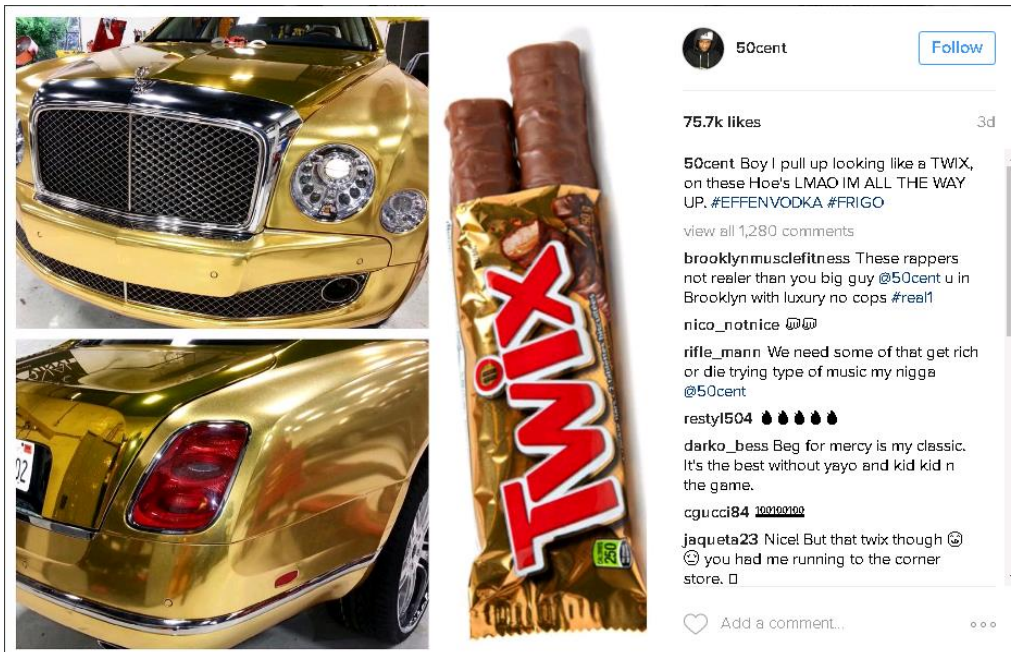 50cent
Follow
75.7k likes
3d
50cent Boy I pull up looking like a TWIX,
on these Hoe's LMAO IM ALL THE WAY
UP. #EFFENVODKA #FRIGO
view all 1,280 comments
brooklynmusclefitness These rappers
not realer than you big guy @50cent u in
Brooklyn with luxury no cops #real1
nico_notnice
rifle_mann We need some of that get rich
or die trying type of music my nigga
@50cent
restyl504
darko_bess Beg for mercy is my classic.
It's the best without yayo and kid kid n
the game.
cgucci84 100100100
jaqueta23 Nice! But that twix though
you had me running to the corner
store.
Add a comment...
TWIX
CALORIES
250
02